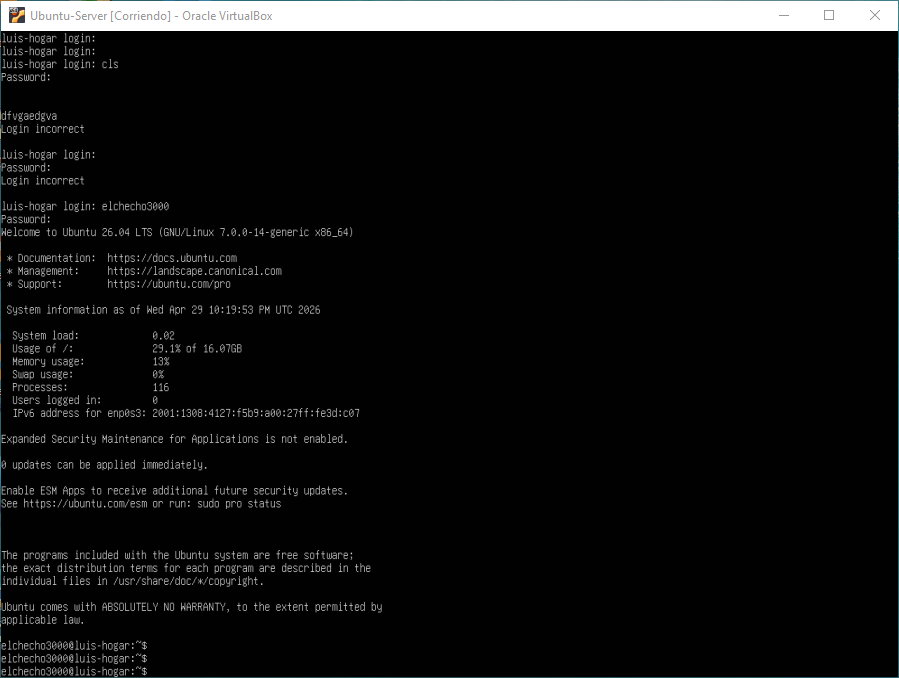 Ubuntu-Server [Corriendo] - Oracle VirtualBox
luis-hogar login:
luis-hogar login:
luis-hogar login: cls
Password:
dfvgaedgva
Login incorrect
luis-hogar login:
Password:
Login incorrect
luis-hogar login: elchecho3000
Password:
Welcome to Ubuntu 26.04 LTS (GNU/Linux 7.0.0-14-generic x86_64)
* Documentation:  https://docs.ubuntu.com
* Management:     https://landscape.canonical.com
* Support:        https://ubuntu.com/pro
System information as of Wed Apr 29 10:19:53 PM UTC 2026
System load:             0.02
Usage of /:              29.1% of 16.07GB
Memory usage:            13%
Swap usage:              0%
Processes:               116
Users logged in:         0
IPv6 address for enp0s3: 2001:1308:4127:f5b9:a00:27ff:fe3d:c07
Expanded Security Maintenance for Applications is not enabled.
0 updates can be applied immediately.
Enable ESM Apps to receive additional future security updates.
See https://ubuntu.com/esm or run: sudo pro status
The programs included with the Ubuntu system are free software;
the exact distribution terms for each program are described in the
individual files in /usr/share/doc/*/copyright.
Ubuntu comes with ABSOLUTELY NO WARRANTY, to the extent permitted by
applicable law.
elchecho3000@luis-hogar:~$
elchecho3000@luis-hogar:~$
elchecho3000@luis-hogar:~$